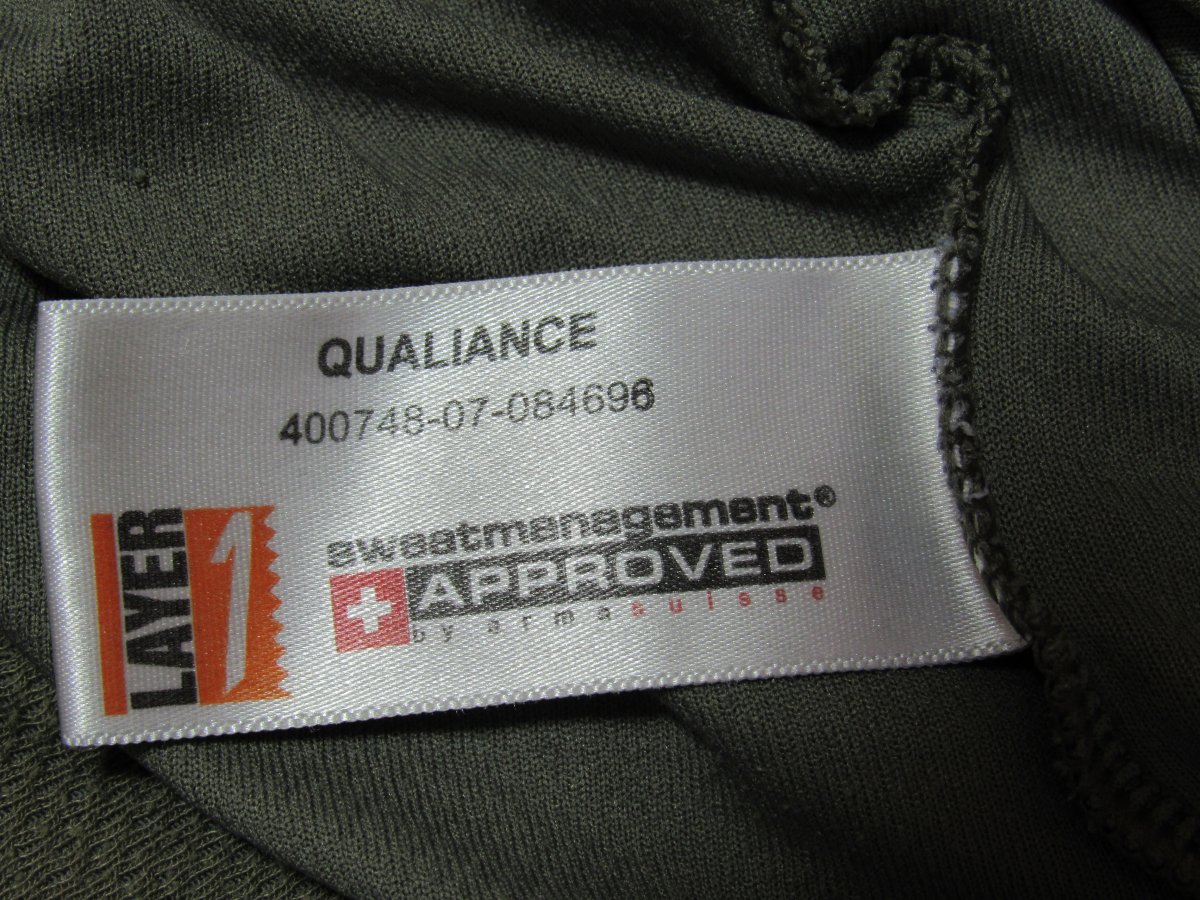 QUALIANCE
400748-07-084696
LAYER 1
sweatmanagement®
APPROVED
by armasuisse